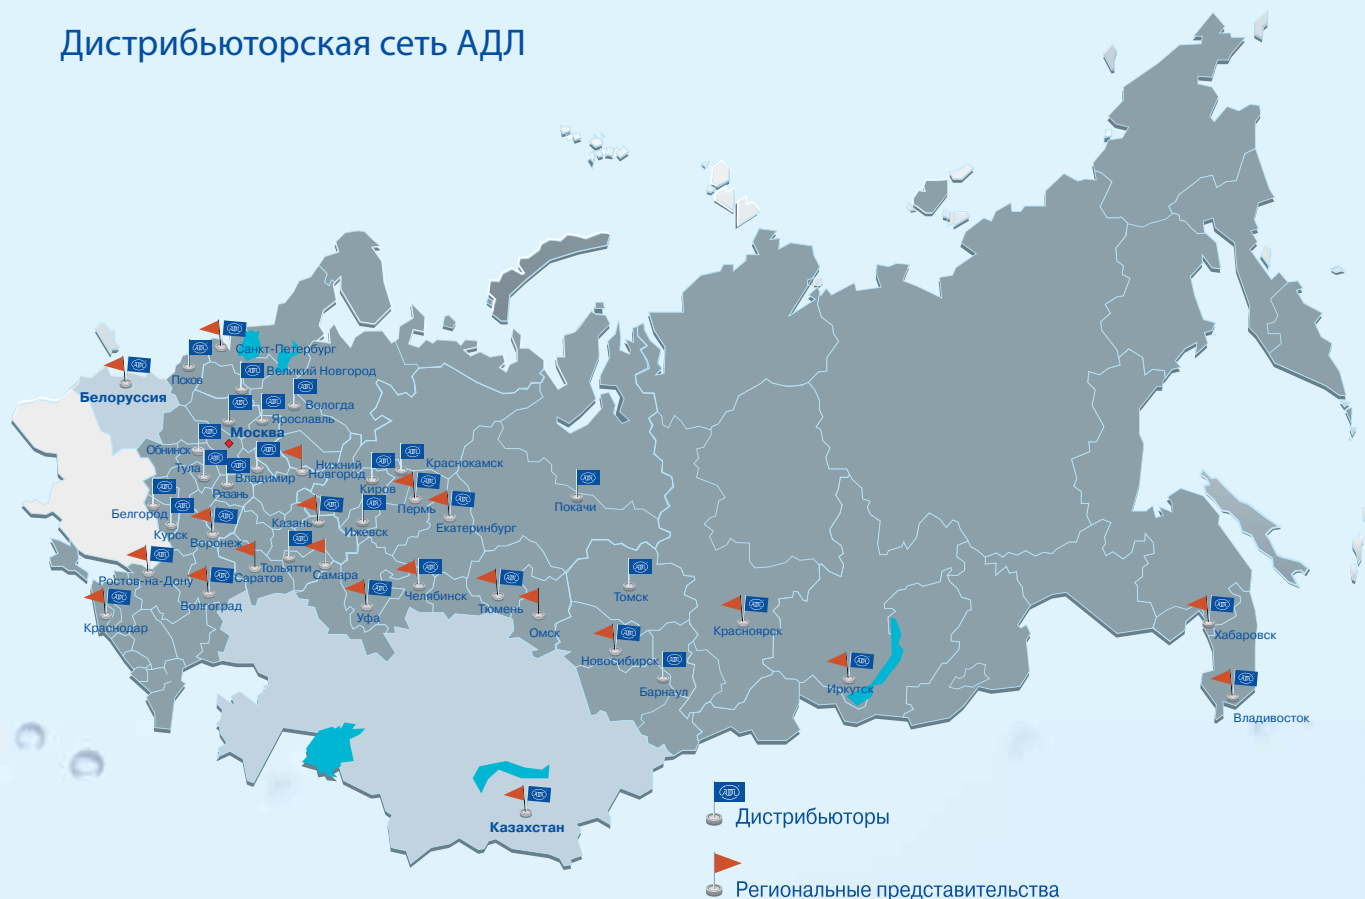 Дистрибьюторская сеть АДЛ
Санкт-Петербург
Великий Новгород
Псков
Белоруссия
Вологда
Ярославль
Москва
Обнинск
Тула
Владимир
Нижний
Новгород
Рязань
Киров
Краснокамск
Пермь
Екатеринбург
Покачи
Белгород
Курск
Воронеж
Казань
Ижевск
Ростов-на-Дону
Саратов
Тольятти
Самара
Волгоград
Краснодар
Уфа
Челябинск
Тюмень
Омск
Томск
Новосибирск
Барнаул
Красноярск
Иркутск
Хабаровск
Владивосток
Казахстан
ADL
Дистрибьюторы
Региональные представительства